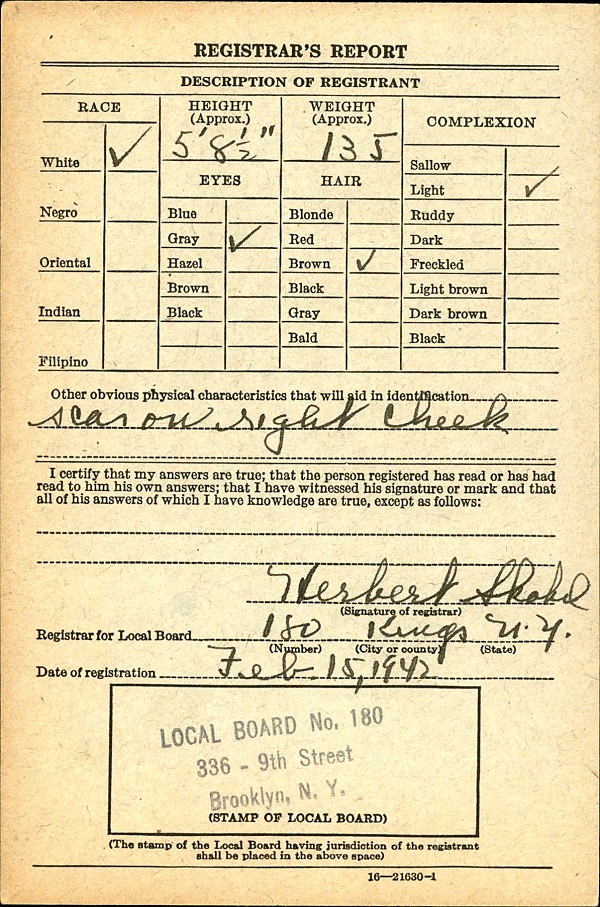 REGISTRAR'S REPORT
DESCRIPTION OF REGISTRANT
RACE
HEIGHT
(Approx.)
WEIGHT
(Approx.)
COMPLEXION
5' 8½"
135
White ✓
Negro
Oriental
Indian
Filipino
EYES
Blue
Gray ✓
Hazel
Brown
Black
HAIR
Blonde
Red
Brown ✓
Black
Gray
Bald
Sallow
Light ✓
Ruddy
Dark
Freckled
Light brown
Dark brown
Black
Other obvious physical characteristics that will aid in identification
scar on right cheek
I certify that my answers are true; that the person registered has read or has had
read to him his own answers; that I have witnessed his signature or mark and that
all of his answers of which I have knowledge are true, except as follows:
Herbert
(Signature of registrar)
Registrar for Local Board 180 Kings N.Y.
(Number) (City or county) (State)
Date of registration Feb. 15, 1942
LOCAL BOARD No. 180
336 - 9th Street
Brooklyn, N. Y.
(STAMP OF LOCAL BOARD)
(The stamp of the Local Board having jurisdiction of the registrant
shall be placed in the above space)
16—21630-1